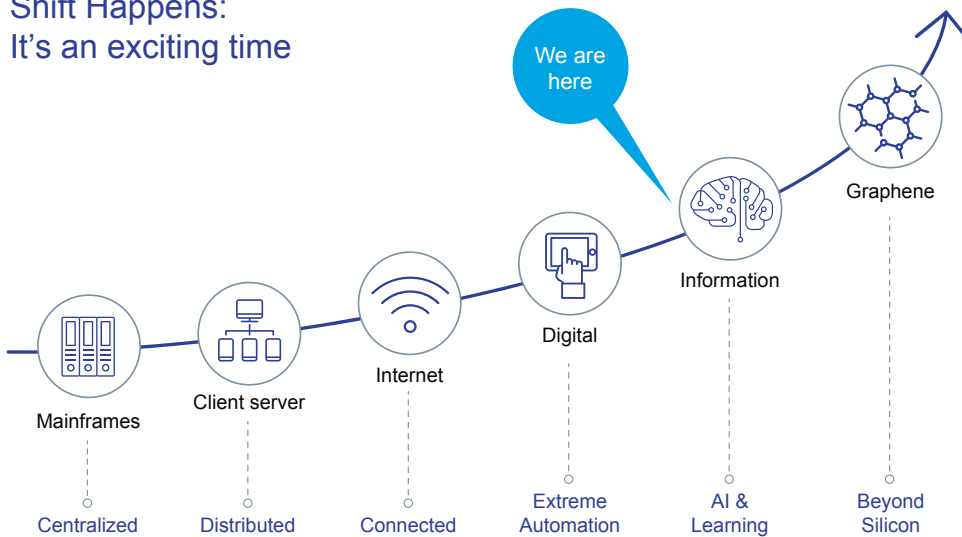 Shift Happens:
It's an exciting time
We are
here
Graphene
Information
Digital
Internet
Client server
Mainframes
Centralized
Distributed
Connected
Extreme
Automation
AI &
Learning
Beyond
Silicon